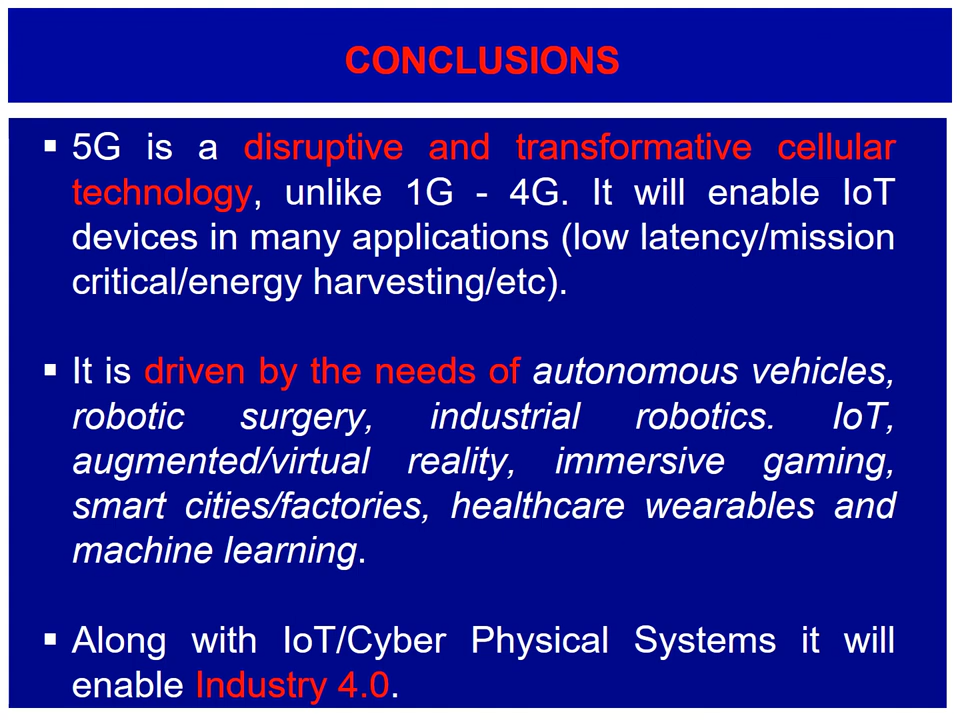 CONCLUSIONS
▪ 5G is a disruptive and transformative cellular
technology, unlike 1G - 4G. It will enable IoT
devices in many applications (low latency/mission
critical/energy harvesting/etc).
▪ It is driven by the needs of autonomous vehicles,
robotic surgery, industrial robotics. IoT,
augmented/virtual reality, immersive gaming,
smart cities/factories, healthcare wearables and
machine learning.
▪ Along with IoT/Cyber Physical Systems it will
enable Industry 4.0.